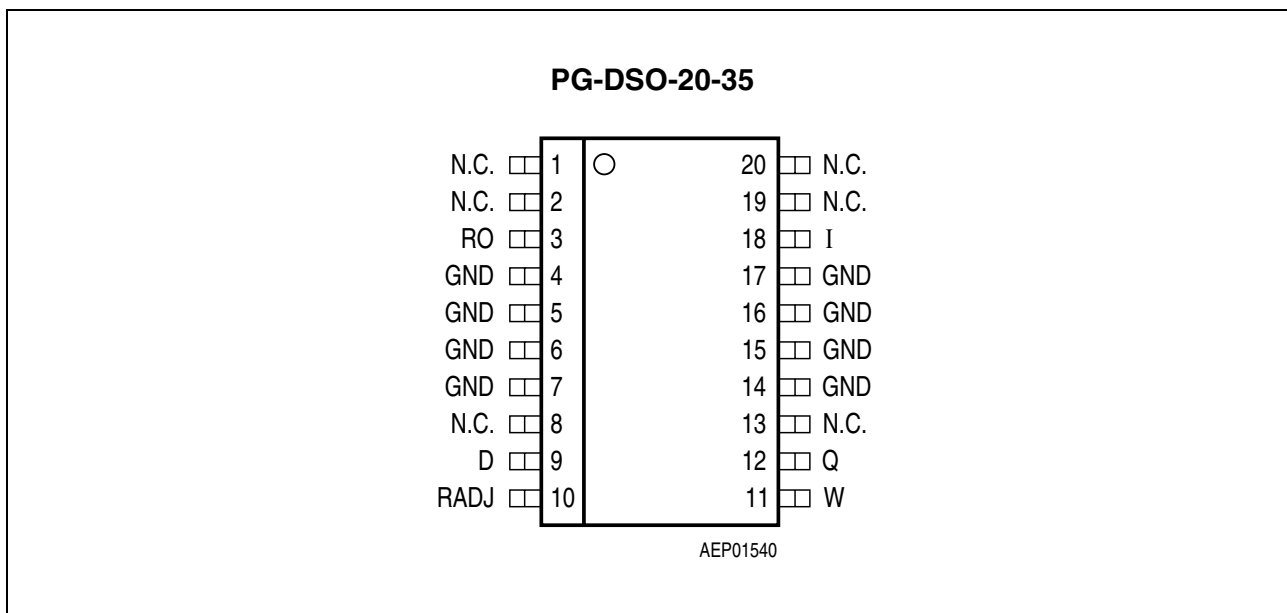 PG-DSO-20-35
N.C. 1 20 N.C.
N.C. 2 19 N.C.
RO 3 18 I
GND 4 17 GND
GND 5 16 GND
GND 6 15 GND
GND 7 14 GND
N.C. 8 13 N.C.
D 9 12 Q
RADJ 10 11 W
AEP01540